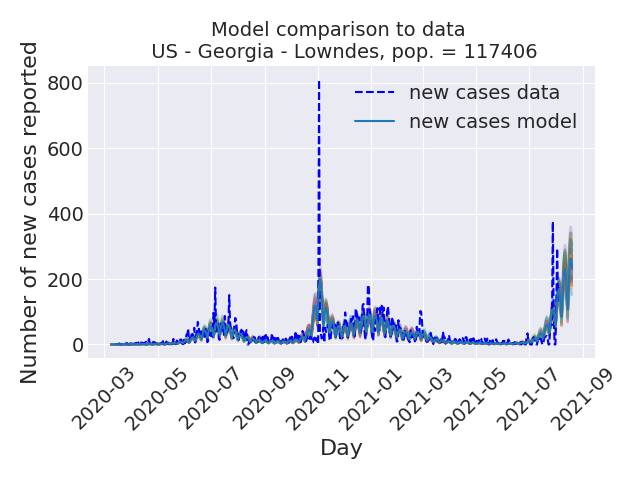 Model comparison to data
US - Georgia - Lowndes, pop. = 117406
Number of new cases reported
800
600
400
200
0
new cases data
new cases model
2020-03
2020-05
2020-07
2020-09
2020-11
2021-01
2021-03
2021-05
2021-07
2021-09
Day